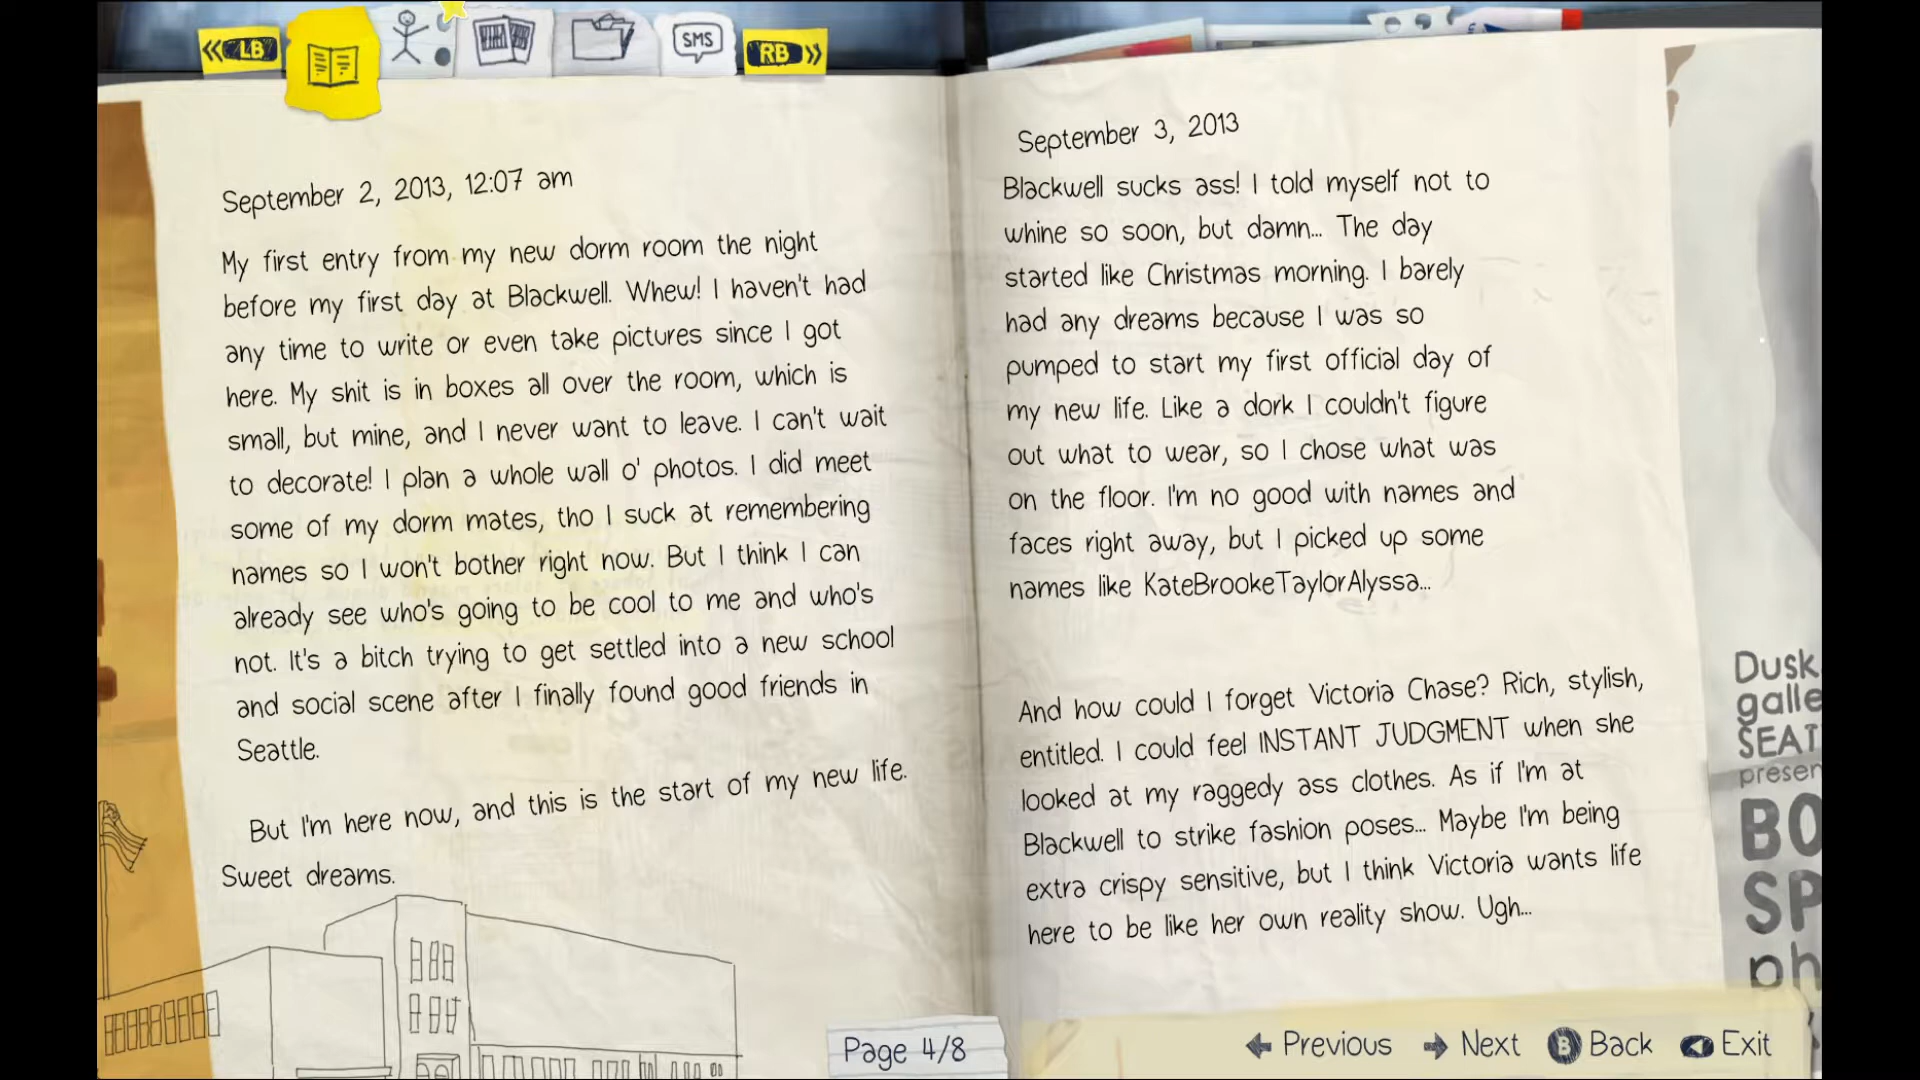 LB
SMS
RB
September 2, 2013, 12:07 am
My first entry from my new dorm room the night
before my first day at Blackwell. Whew! I haven't had
any time to write or even take pictures since I got
here. My shit is in boxes all over the room, which is
small, but mine, and I never want to leave. I can't wait
to decorate! I plan a whole wall o' photos. I did meet
some of my dorm mates, tho I suck at remembering
names so I won't bother right now. But I think I can
already see who's going to be cool to me and who's
not. It's a bitch trying to get settled into a new school
and social scene after I finally found good friends in
Seattle.
But I'm here now, and this is the start of my new life.
Sweet dreams.
September 3, 2013
Blackwell sucks ass! I told myself not to
whine so soon, but damn... The day
started like Christmas morning. I barely
had any dreams because I was so
pumped to start my first official day of
my new life. Like a dork I couldn't figure
out what to wear, so I chose what was
on the floor. I'm no good with names and
faces right away, but I picked up some
names like KateBrookeTaylorAlyssa...
And how could I forget Victoria Chase? Rich, stylish,
entitled. I could feel INSTANT JUDGMENT when she
looked at my raggedy ass clothes. As if I'm at
Blackwell to strike fashion poses... Maybe I'm being
extra crispy sensitive, but I think Victoria wants life
here to be like her own reality show. Ugh...
Dusk
galle
SEAT
presen
BO
SP
ph
Page 4/8
Previous
Next
B Back
Exit